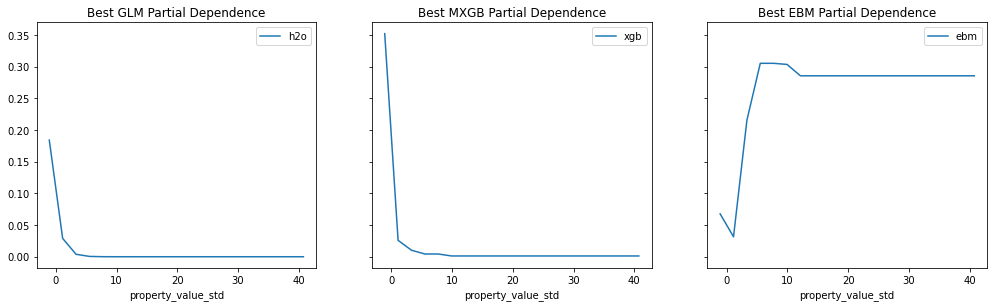 Best GLM Partial Dependence
h2o
0.35
0.30
0.25
0.20
0.15
0.10
0.05
0.00
0 10 20 30 40
property_value_std
Best MXGB Partial Dependence
xgb
0 10 20 30 40
property_value_std
Best EBM Partial Dependence
ebm
0 10 20 30 40
property_value_std